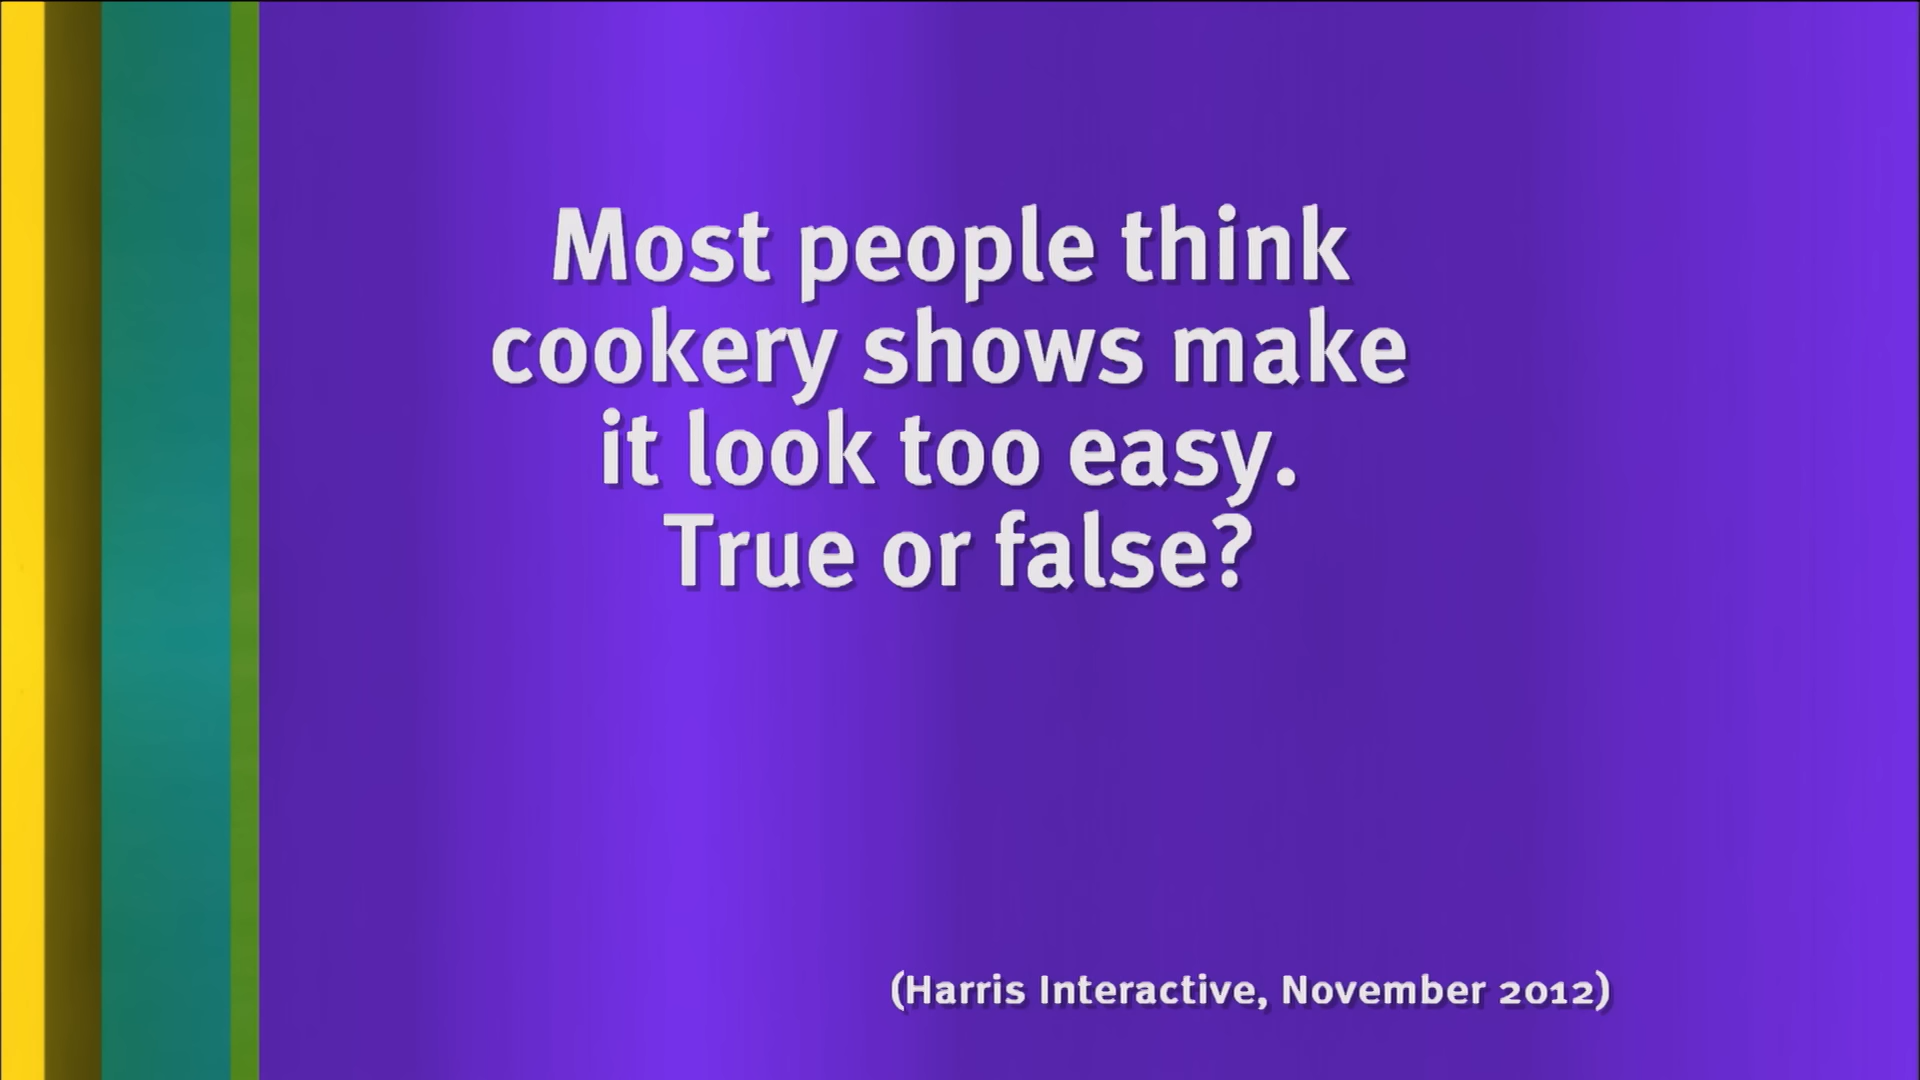 Most people think
cookery shows make
it look too easy.
True or false?
(Harris Interactive, November 2012)